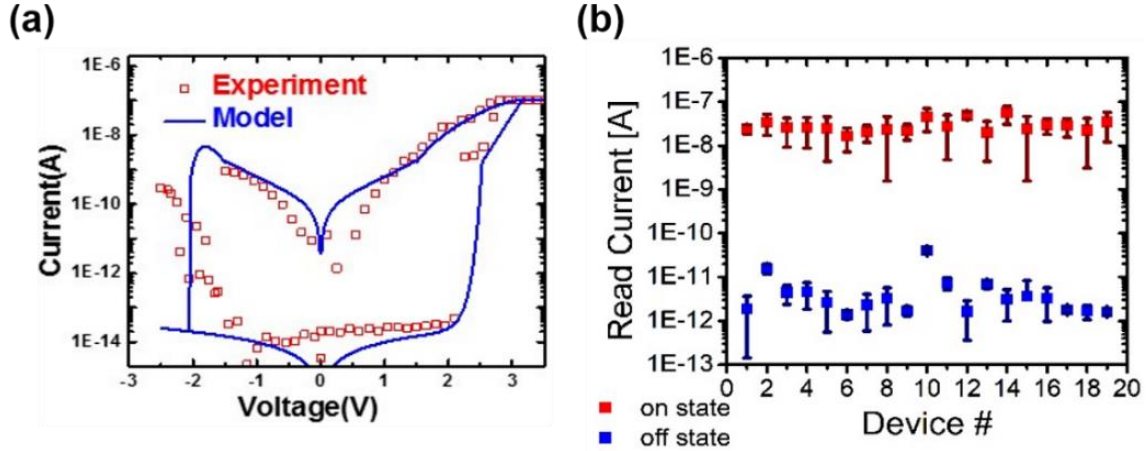 (a)
1E-6
1E-8
1E-10
1E-12
1E-14
Current(A)
Experiment
Model
-3 -2 -1 0 1 2 3
Voltage(V)
(b)
1E-6
1E-7
1E-8
1E-9
1E-10
1E-11
1E-12
1E-13
Read Current [A]
0 2 4 6 8 10 12 14 16 18 20
Device #
on state
off state